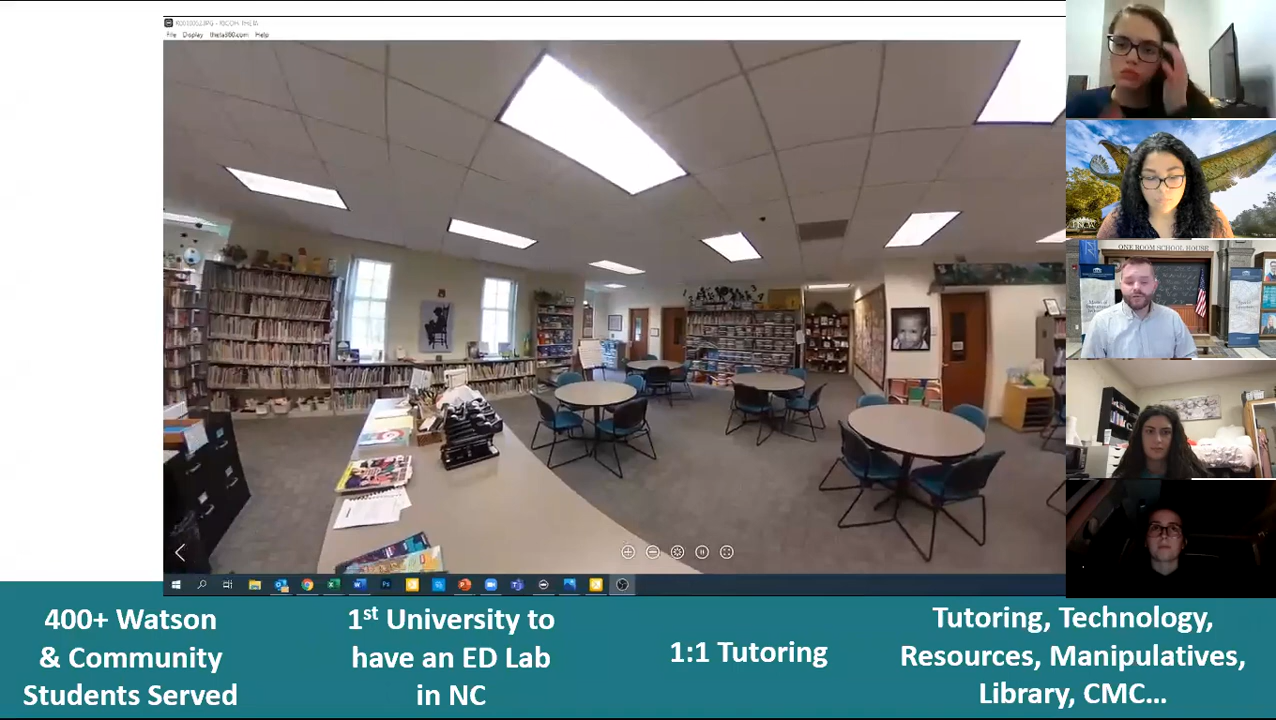 File Display theta360.com Help
ONE ROOM SCHOOL HOUSE
400+ Watson
& Community
Students Served
1st University to
have an ED Lab
in NC
1:1 Tutoring
Tutoring, Technology,
Resources, Manipulatives,
Library, CMC...